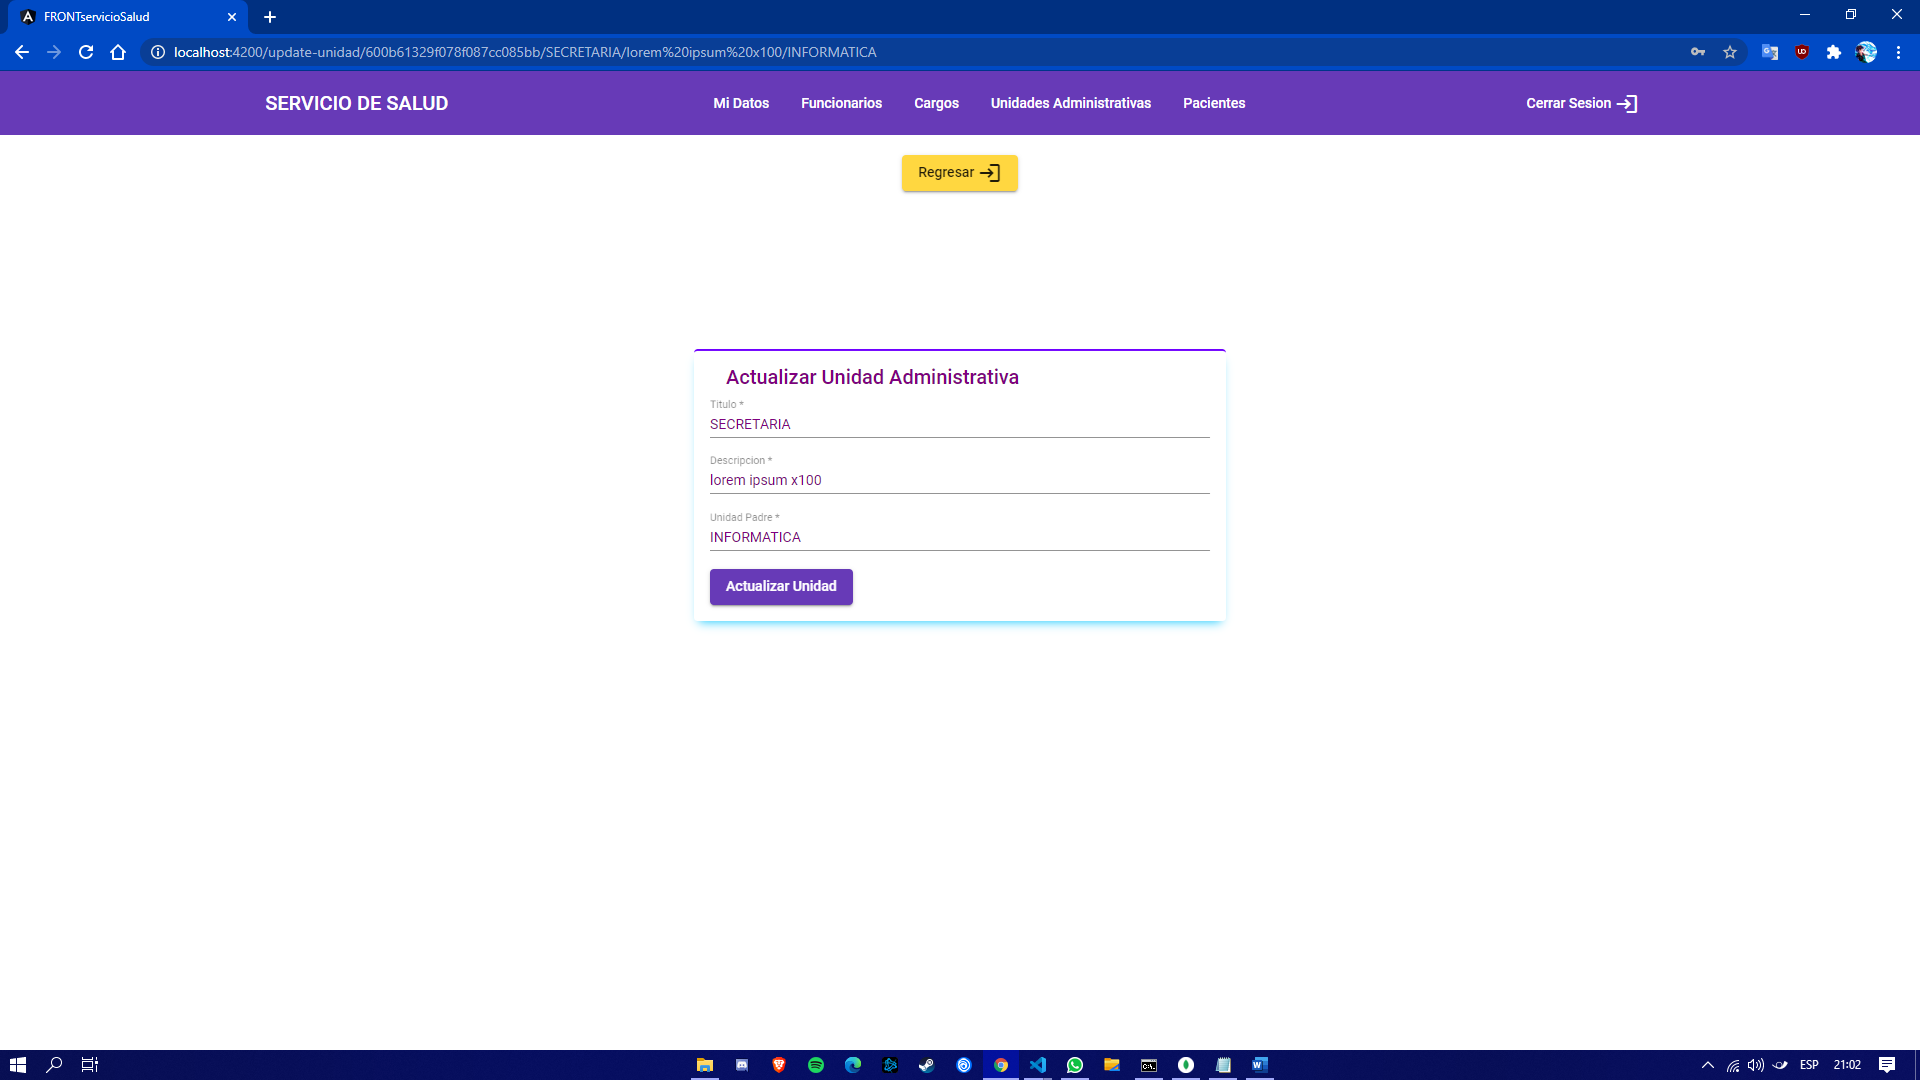 FRONTservicioSalud
localhost:4200/update-unidad/600b61329f078f087cc085bb/SECRETARIA/lorem%20ipsum%20x100/INFORMATICA
SERVICIO DE SALUD
Mi Datos
Funcionarios
Cargos
Unidades Administrativas
Pacientes
Cerrar Sesion
Regresar
Actualizar Unidad Administrativa
Titulo *
SECRETARIA
Descripcion *
lorem ipsum x100
Unidad Padre *
INFORMATICA
Actualizar Unidad
ESP
21:02